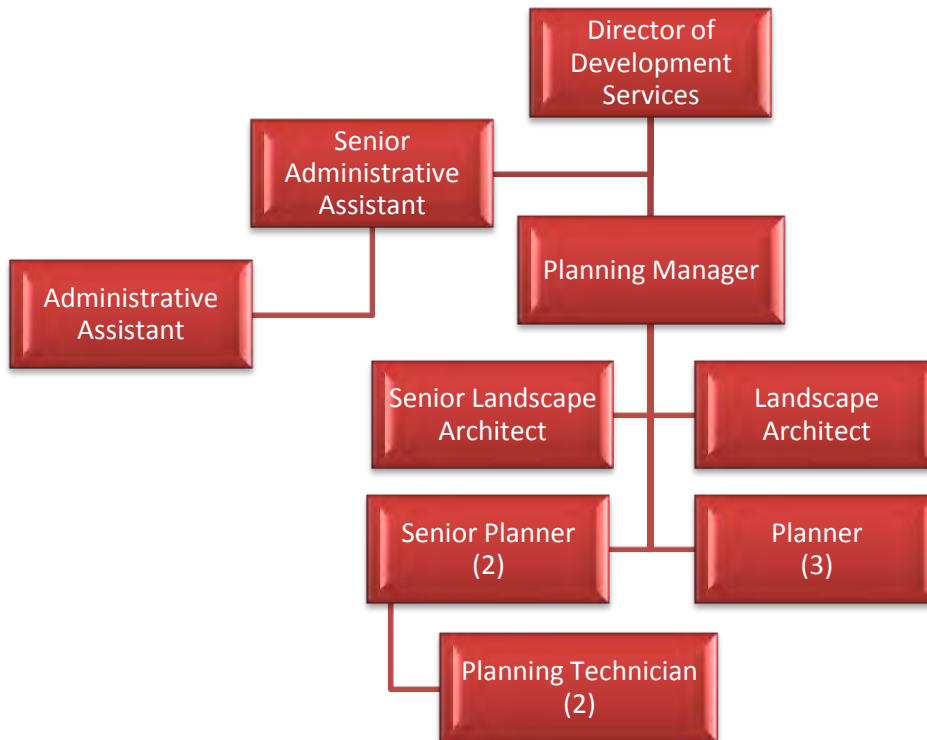 Director of
Development
Services
Senior
Administrative
Assistant
Planning Manager
Administrative
Assistant
Senior Landscape
Architect
Landscape
Architect
Senior Planner
(2)
Planner
(3)
Planning Technician
(2)